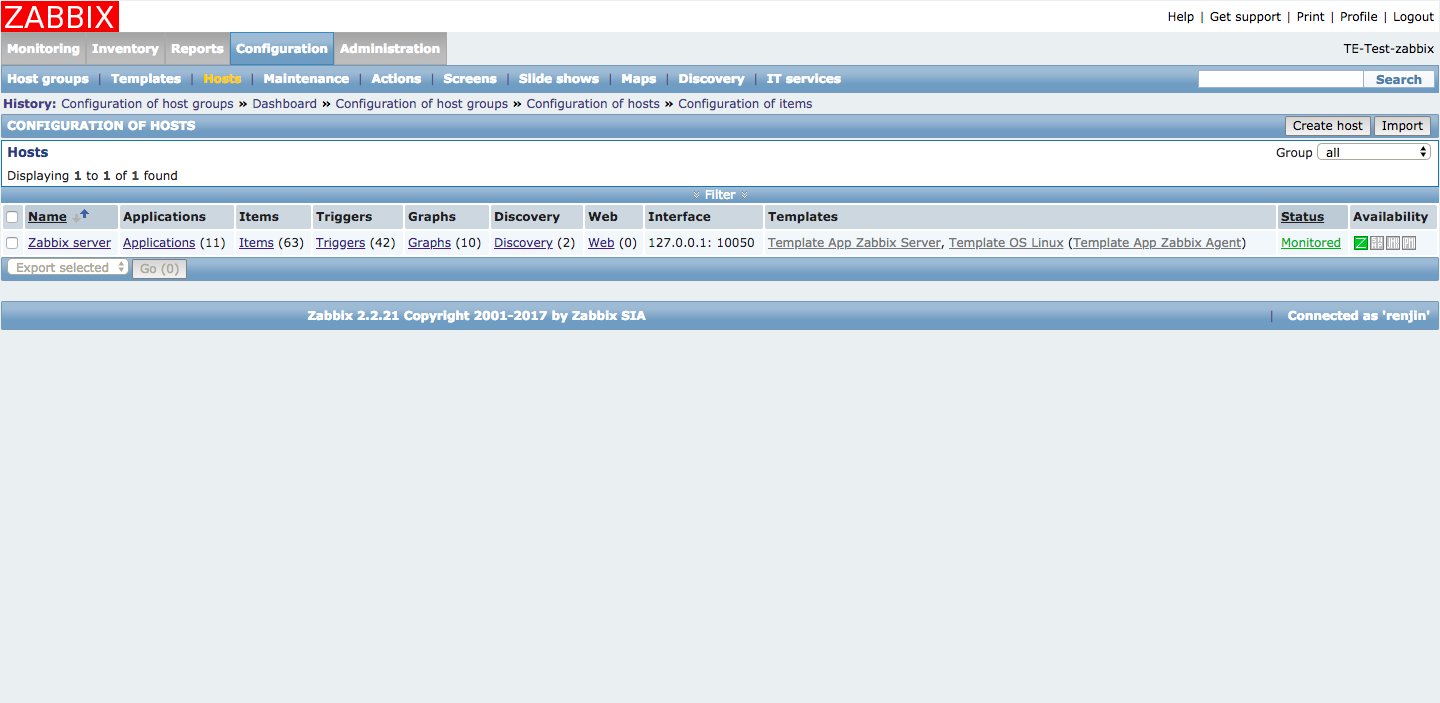 ZABBIX
Help | Get support | Print | Profile | Logout
Monitoring Inventory Reports Configuration Administration TE-Test-zabbix
Host groups | Templates | Hosts | Maintenance | Actions | Screens | Slide shows | Maps | Discovery | IT services Search
History: Configuration of host groups » Dashboard » Configuration of host groups » Configuration of hosts » Configuration of items
CONFIGURATION OF HOSTS Create host Import
Hosts Group all
Displaying 1 to 1 of 1 found
Filter
Name Applications Items Triggers Graphs Discovery Web Interface Templates Status Availability
Zabbix server Applications (11) Items (63) Triggers (42) Graphs (10) Discovery (2) Web (0) 127.0.0.1: 10050 Template App Zabbix Server, Template OS Linux (Template App Zabbix Agent) Monitored Z
Export selected Go (0)
Zabbix 2.2.21 Copyright 2001-2017 by Zabbix SIA | Connected as 'renjin'